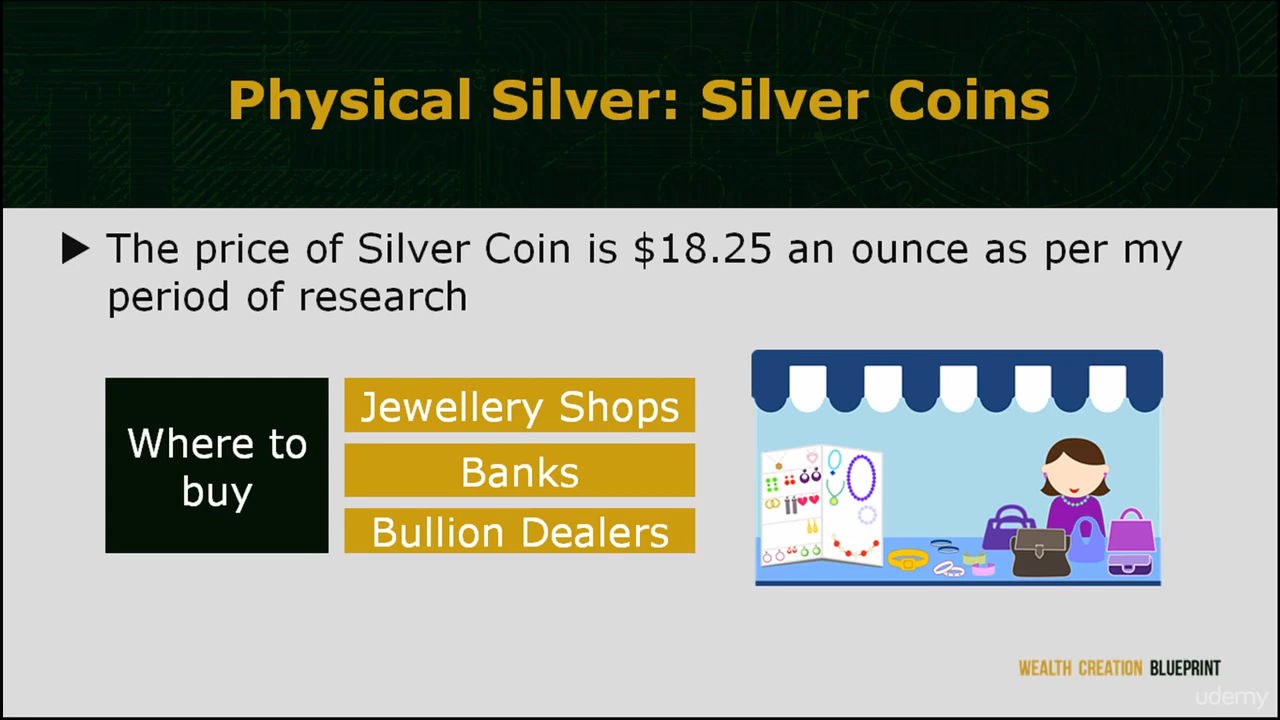 Physical Silver: Silver Coins
▶ The price of Silver Coin is $18.25 an ounce as per my
period of research
Where to
buy
Jewellery Shops
Banks
Bullion Dealers
WEALTH CREATION BLUEPRINT
udemy